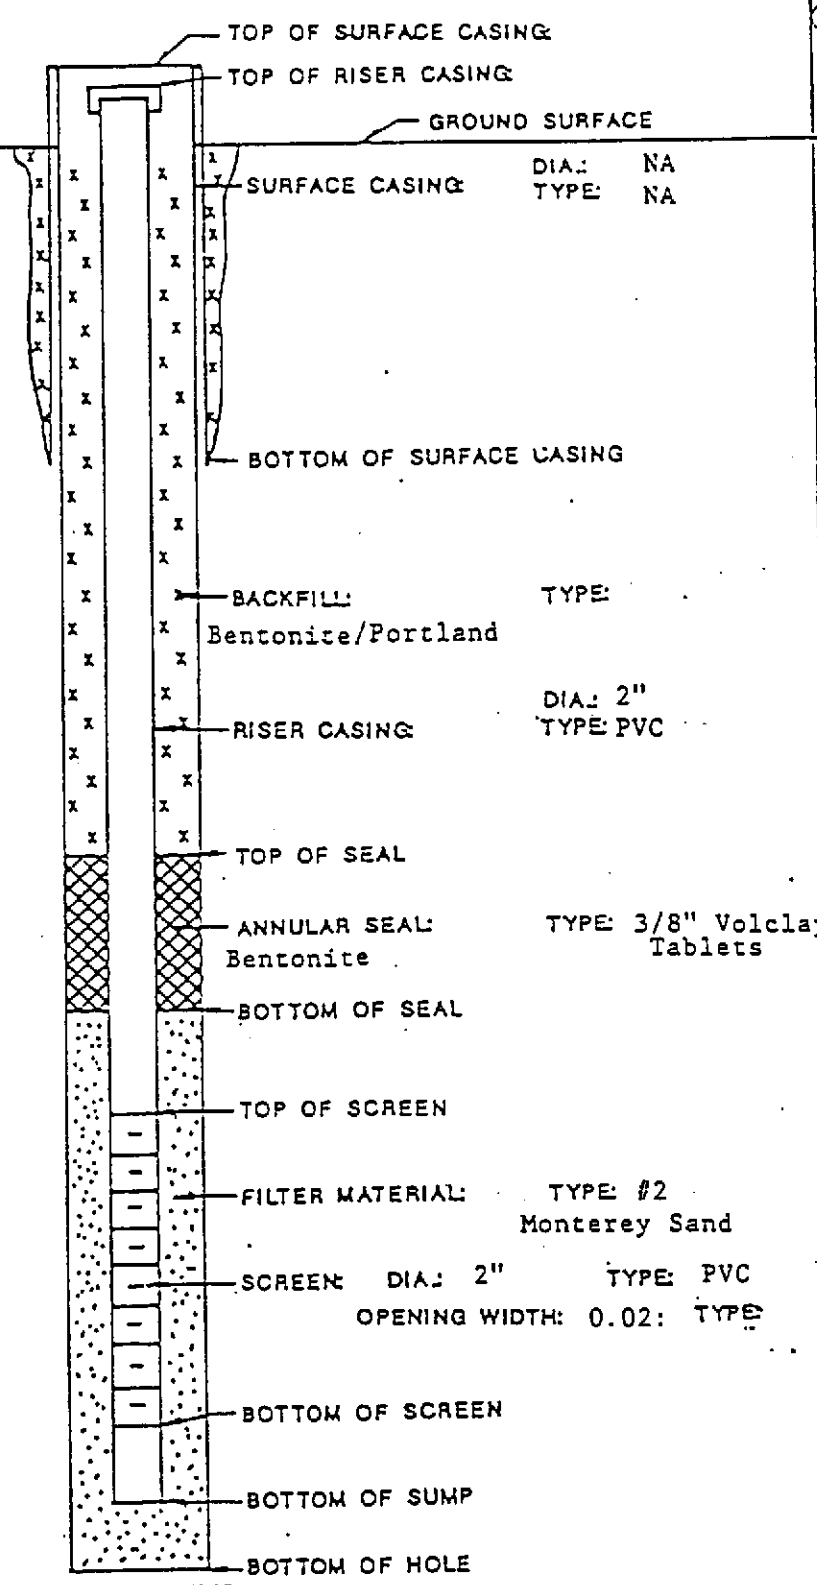 TOP OF SURFACE CASING:
TOP OF RISER CASING:
GROUND SURFACE
SURFACE CASING: DIA.: NA
TYPE: NA
BOTTOM OF SURFACE CASING
BACKFILL: TYPE:
Bentonite/Portland
DIA.: 2"
RISER CASING: TYPE: PVC
TOP OF SEAL
ANNULAR SEAL: TYPE: 3/8" Volclay
Bentonite Tablets
BOTTOM OF SEAL
TOP OF SCREEN
FILTER MATERIAL: TYPE: #2
Monterey Sand
SCREEN: DIA.: 2" TYPE: PVC
OPENING WIDTH: 0.02: TYPE:
BOTTOM OF SCREEN
BOTTOM OF SUMP
BOTTOM OF HOLE